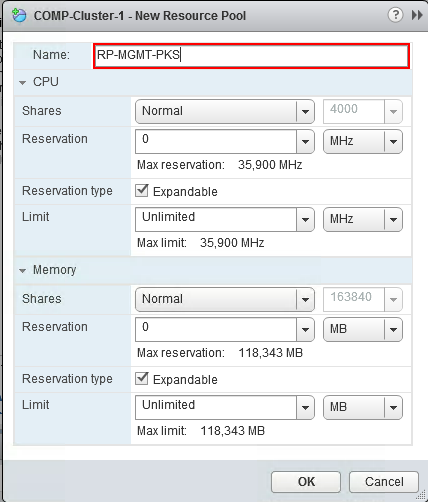 COMP-Cluster-1 - New Resource Pool
Name: RP-MGMT-PKS
CPU
Shares Normal 4000
Reservation 0 MHz
Max reservation: 35,900 MHz
Reservation type Expandable
Limit Unlimited MHz
Max limit: 35,900 MHz
Memory
Shares Normal 163840
Reservation 0 MB
Max reservation: 118,343 MB
Reservation type Expandable
Limit Unlimited MB
Max limit: 118,343 MB
OK Cancel